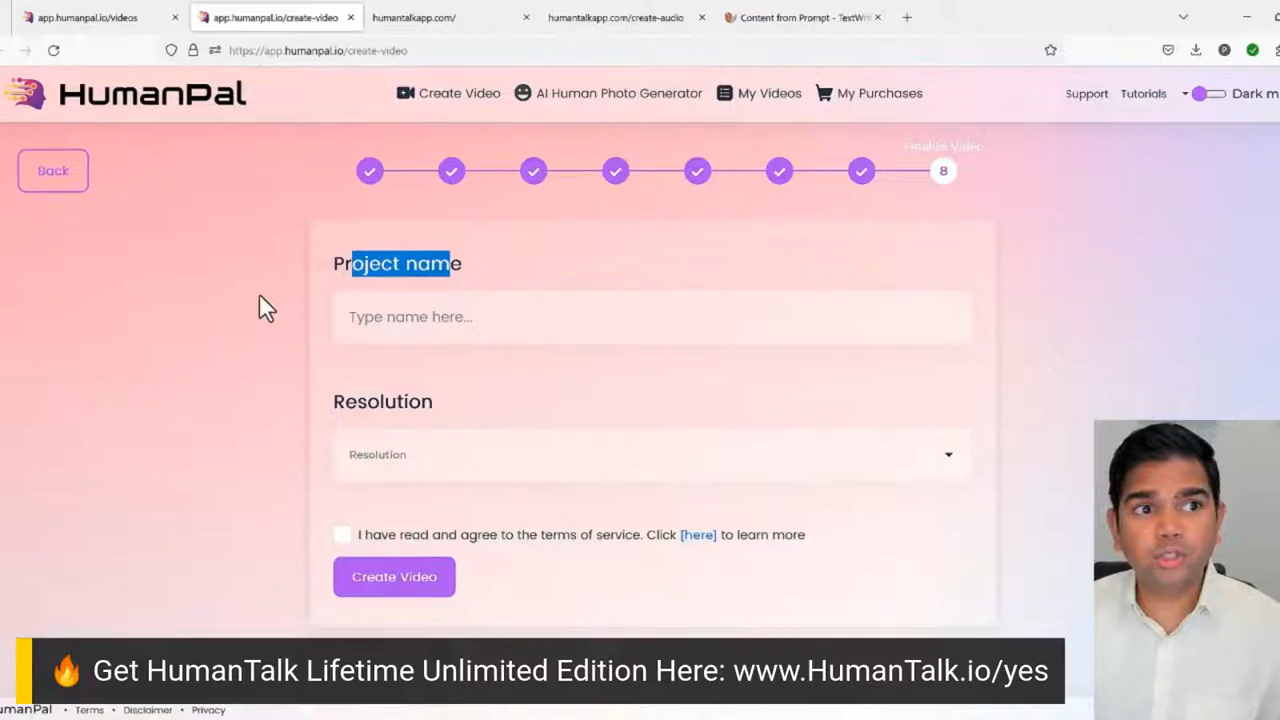 app.humanpal.io/videos
app.humanpal.io/create-video
humantalkapp.com/
humantalkapp.com/create-audio
Content from Prompt - TextWri
https://app.humanpal.io/create-video
HumanPal
Create Video
AI Human Photo Generator
My Videos
My Purchases
Support
Tutorials
Dark m
Back
Finalize Video
8
Project name
Type name here...
Resolution
Resolution
I have read and agree to the terms of service. Click [here] to learn more
Create Video
🔥 Get HumanTalk Lifetime Unlimited Edition Here: www.HumanTalk.io/yes
umanPal • Terms • Disclaimer • Privacy